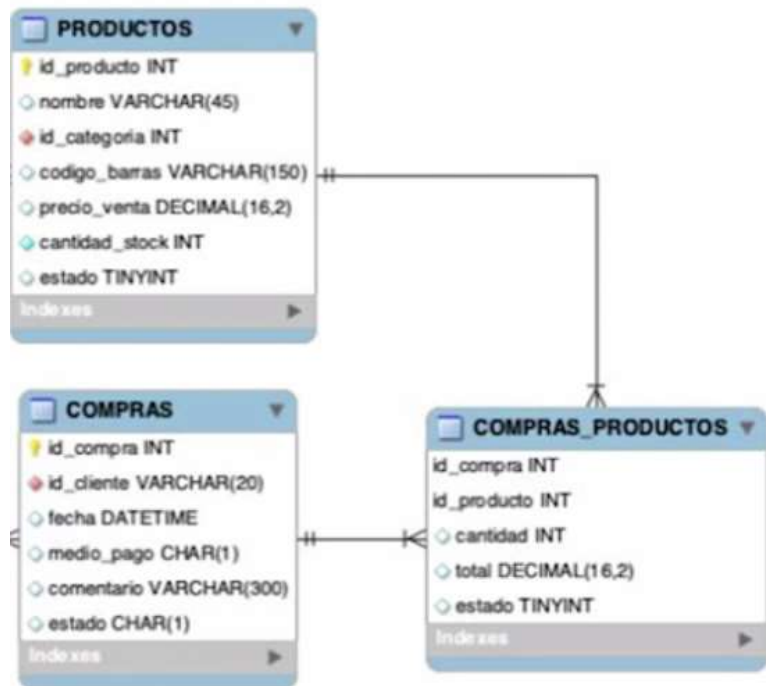 PRODUCTOS
id_producto INT
nombre VARCHAR(45)
id_categoria INT
codigo_barras VARCHAR(150)
precio_venta DECIMAL(16,2)
cantidad_stock INT
estado TINYINT
Indexes
COMPRAS
id_compra INT
id_cliente VARCHAR(20)
fecha DATETIME
medio_pago CHAR(1)
comentario VARCHAR(300)
estado CHAR(1)
Indexes
COMPRAS_PRODUCTOS
id_compra INT
id_producto INT
cantidad INT
total DECIMAL(16,2)
estado TINYINT
Indexes